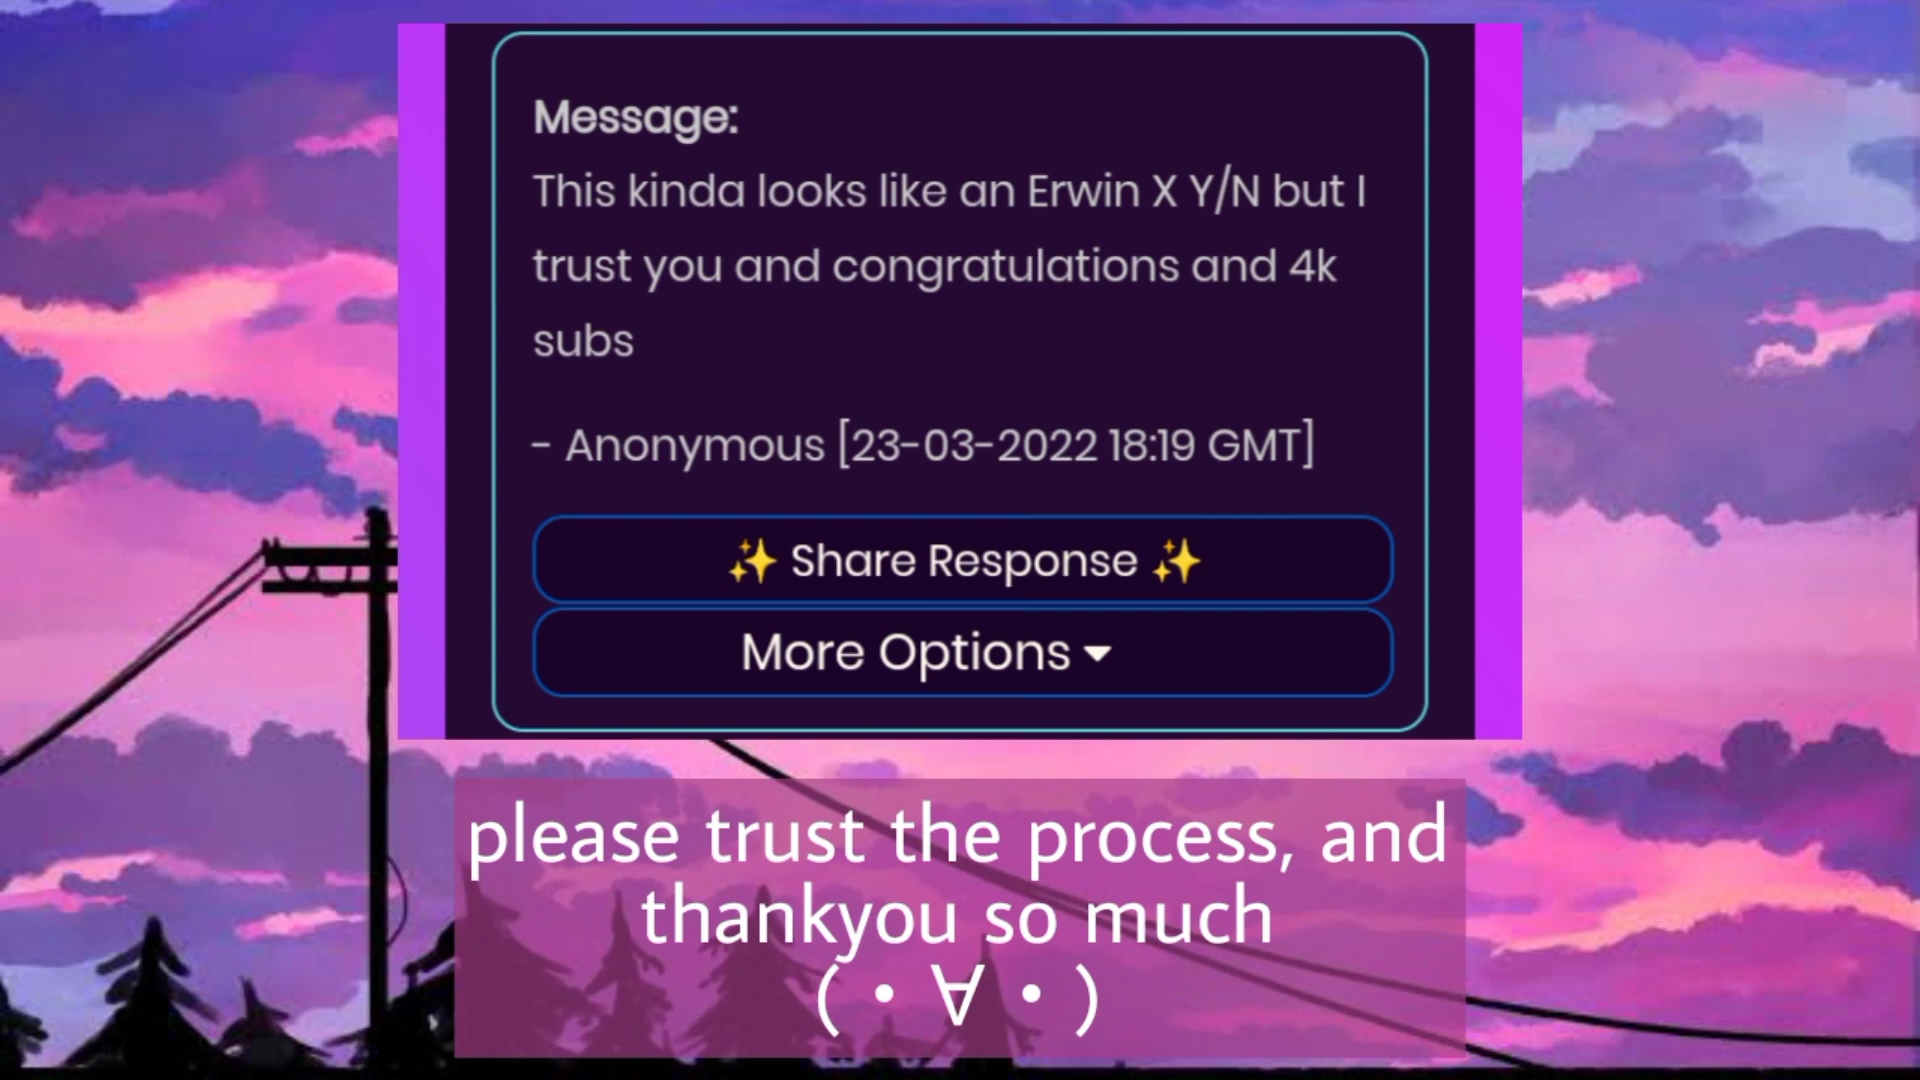 Message:
This kinda looks like an Erwin X Y/N but I
trust you and congratulations and 4k
subs
- Anonymous [23-03-2022 18:19 GMT]
✨ Share Response ✨
More Options ▾
please trust the process, and
thankyou so much
( • ∀ • )